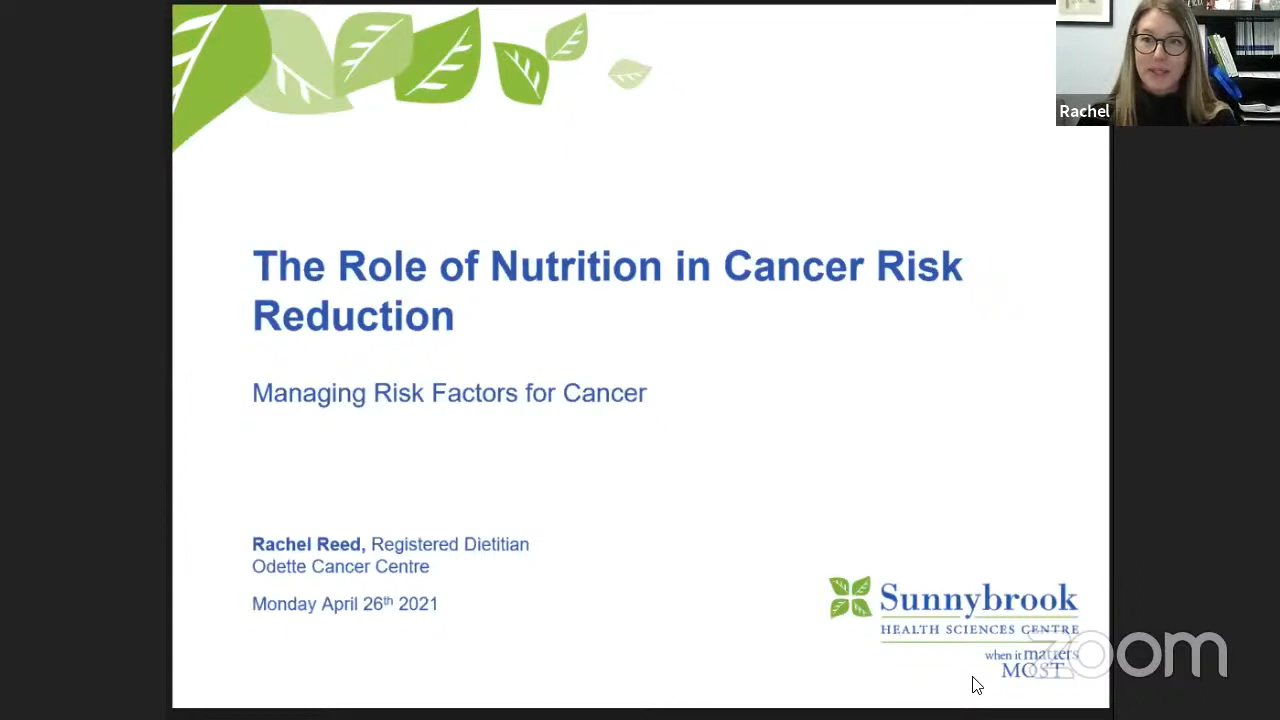 Rachel
The Role of Nutrition in Cancer Risk
Reduction
Managing Risk Factors for Cancer
Rachel Reed, Registered Dietitian
Odette Cancer Centre
Monday April 26th 2021
Sunnybrook
HEALTH SCIENCES CENTRE
when it matters
MOST
zoom